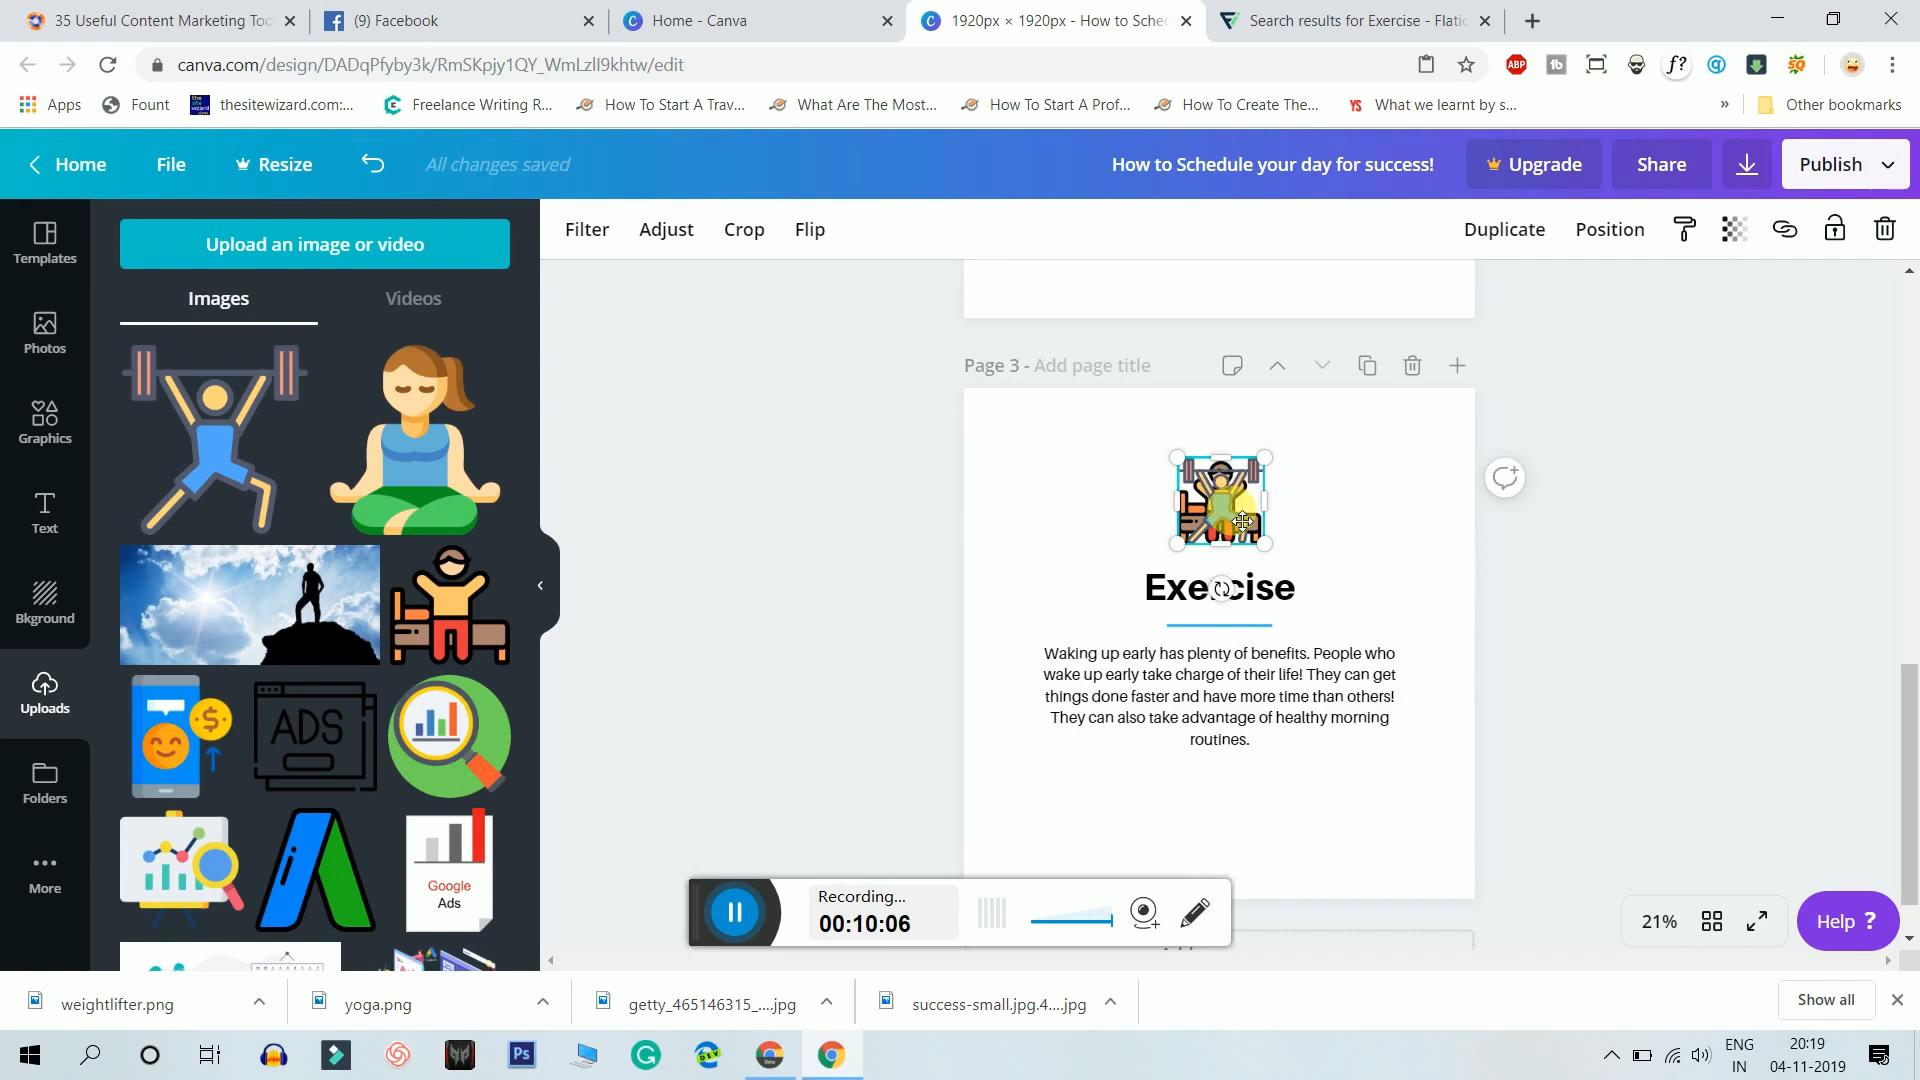 35 Useful Content Marketing Too
(9) Facebook
Home - Canva
1920px × 1920px - How to Sche
Search results for Exercise - Flatic
canva.com/design/DADqPfyby3k/RmSKpjy1QY_WmLzlI9khtw/edit
Apps
Fount
thesitewizard.com:...
Freelance Writing R...
How To Start A Trav...
What Are The Most...
How To Start A Prof...
How To Create The...
What we learnt by s...
Other bookmarks
Home
File
Resize
All changes saved
How to Schedule your day for success!
Upgrade
Share
Publish
Templates
Photos
Graphics
Text
Bkground
Uploads
Folders
More
Upload an image or video
Images
Videos
ADS
Google
Ads
Filter
Adjust
Crop
Flip
Duplicate
Position
Page 3 - Add page title
Exercise
Waking up early has plenty of benefits. People who
wake up early take charge of their life! They can get
things done faster and have more time than others!
They can also take advantage of healthy morning
routines.
Recording...
00:10:06
21%
Help ?
weightlifter.png
yoga.png
getty_465146315_....jpg
success-small.jpg.4....jpg
Show all
ENG
IN
20:19
04-11-2019